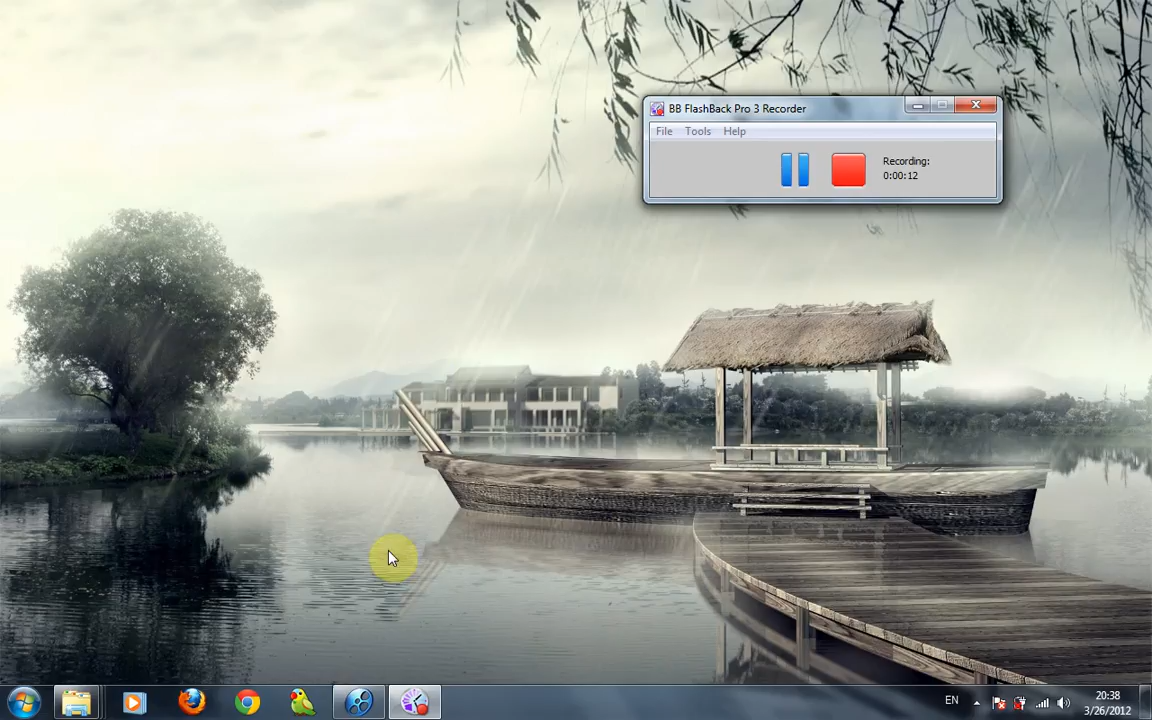 BB FlashBack Pro 3 Recorder
File Tools Help
Recording:
0:00:12
EN
20:38
3/26/2012